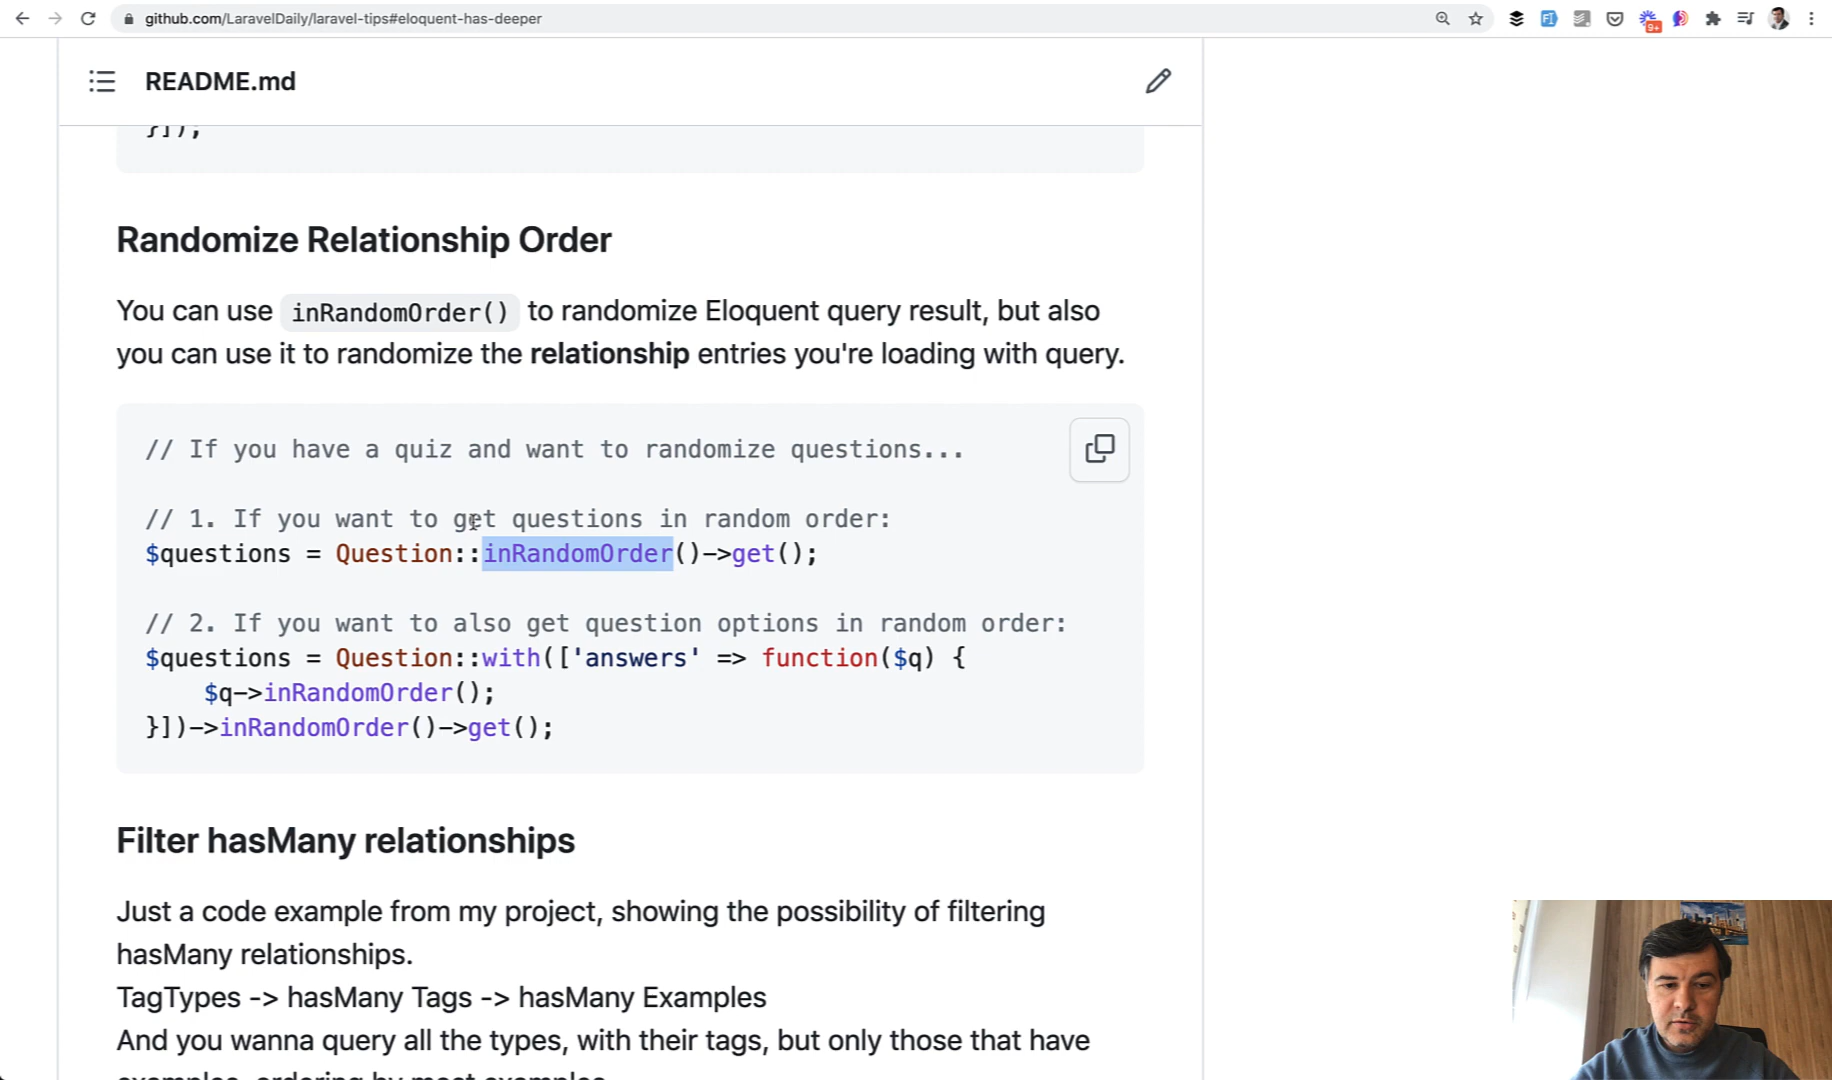 github.com/LaravelDaily/laravel-tips#eloquent-has-deeper
9+
README.md
}]);
Randomize Relationship Order
You can use inRandomOrder() to randomize Eloquent query result, but also
you can use it to randomize the relationship entries you're loading with query.
// If you have a quiz and want to randomize questions...
// 1. If you want to get questions in random order:
$questions = Question::inRandomOrder()->get();
// 2. If you want to also get question options in random order:
$questions = Question::with(['answers' => function($q) {
    $q->inRandomOrder();
}])->inRandomOrder()->get();
Filter hasMany relationships
Just a code example from my project, showing the possibility of filtering
hasMany relationships.
TagTypes -> hasMany Tags -> hasMany Examples
And you wanna query all the types, with their tags, but only those that have
examples, ordering by most examples.